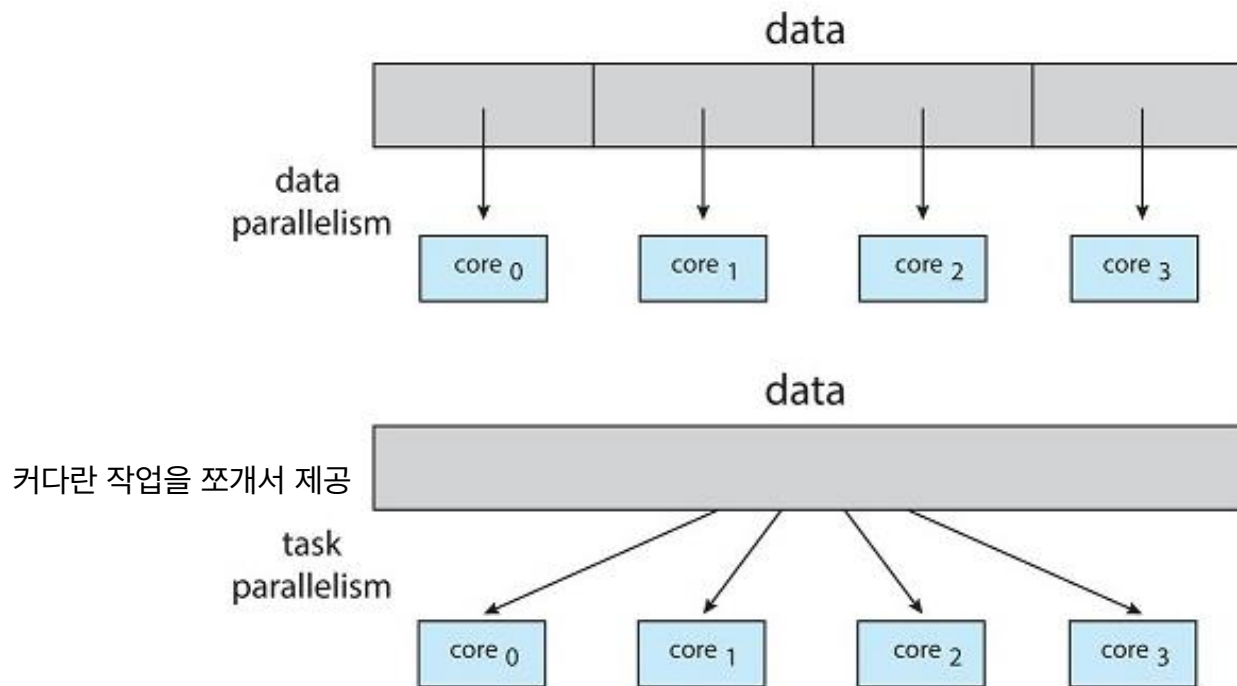 data
data
parallelism
core 0
core 1
core 2
core 3
data
커다란 작업을 쪼개서 제공
task
parallelism
core 0
core 1
core 2
core 3